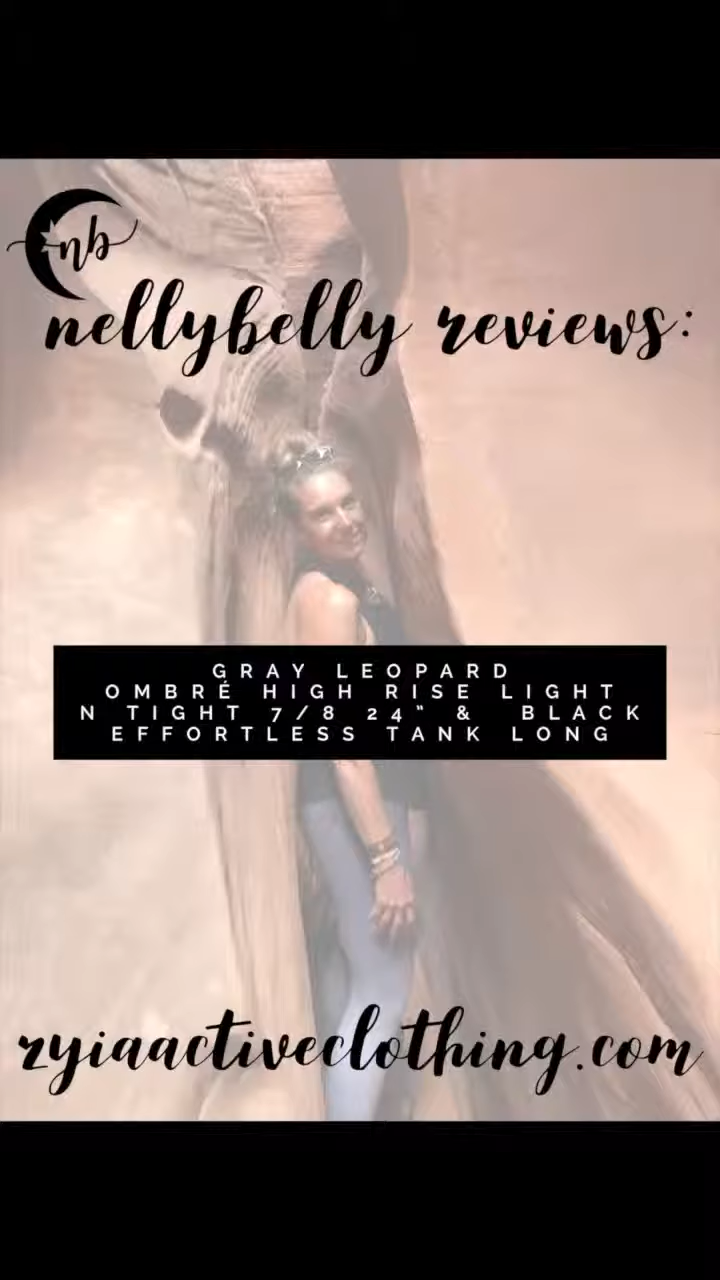 nb
nellybelly reviews:
GRAY LEOPARD
OMBRÉ HIGH RISE LIGHT
N TIGHT 7/8 24" & BLACK
EFFORTLESS TANK LONG
zyiaactiveclothing.com